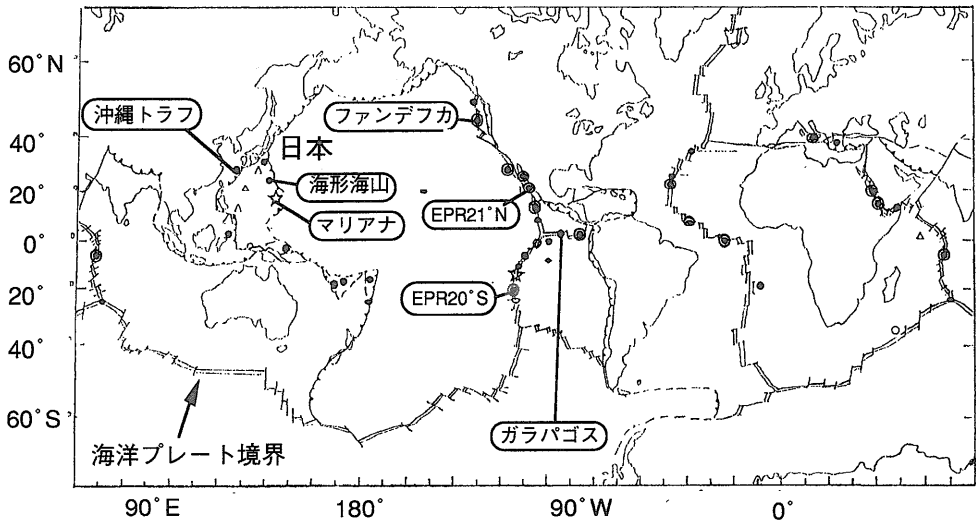 60°N
40°
20°
0°
20°
40°
60°S
沖縄トラフ
日本
海形海山
マリアナ
ファンデフカ
EPR21°N
EPR20°S
ガラパゴス
海洋プレート境界
90°E
180°
90°W
0°